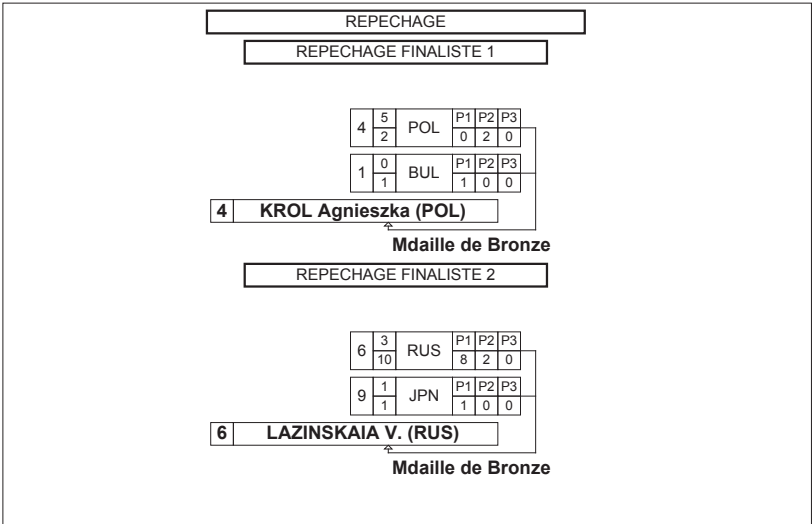 REPECHAGE
REPECHAGE FINALISTE 1
4 5 POL P1 P2 P3
2 0 2 0
1 0 BUL P1 P2 P3
1 1 0 0
4 KROL Agnieszka (POL)
Mdaille de Bronze
REPECHAGE FINALISTE 2
6 3 RUS P1 P2 P3
10 8 2 0
9 1 JPN P1 P2 P3
1 1 0 0
6 LAZINSKAIA V. (RUS)
Mdaille de Bronze